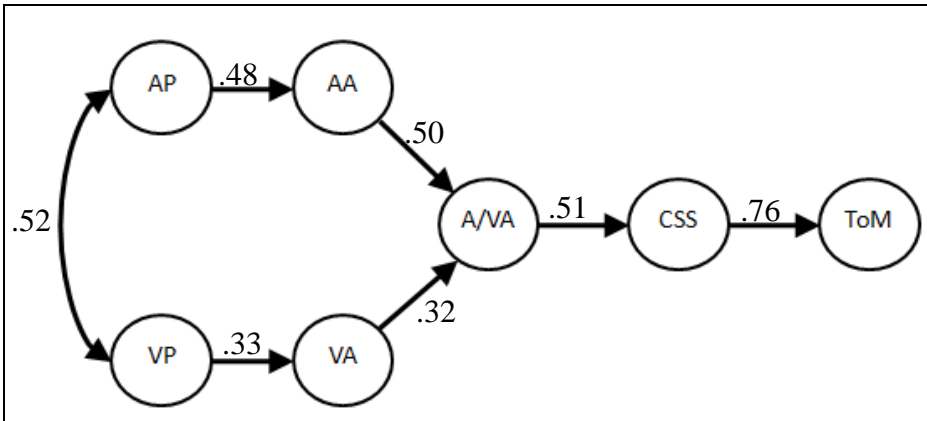 AP .48 AA
.50
.52 A/VA .51 CSS .76 ToM
.32
VP .33 VA